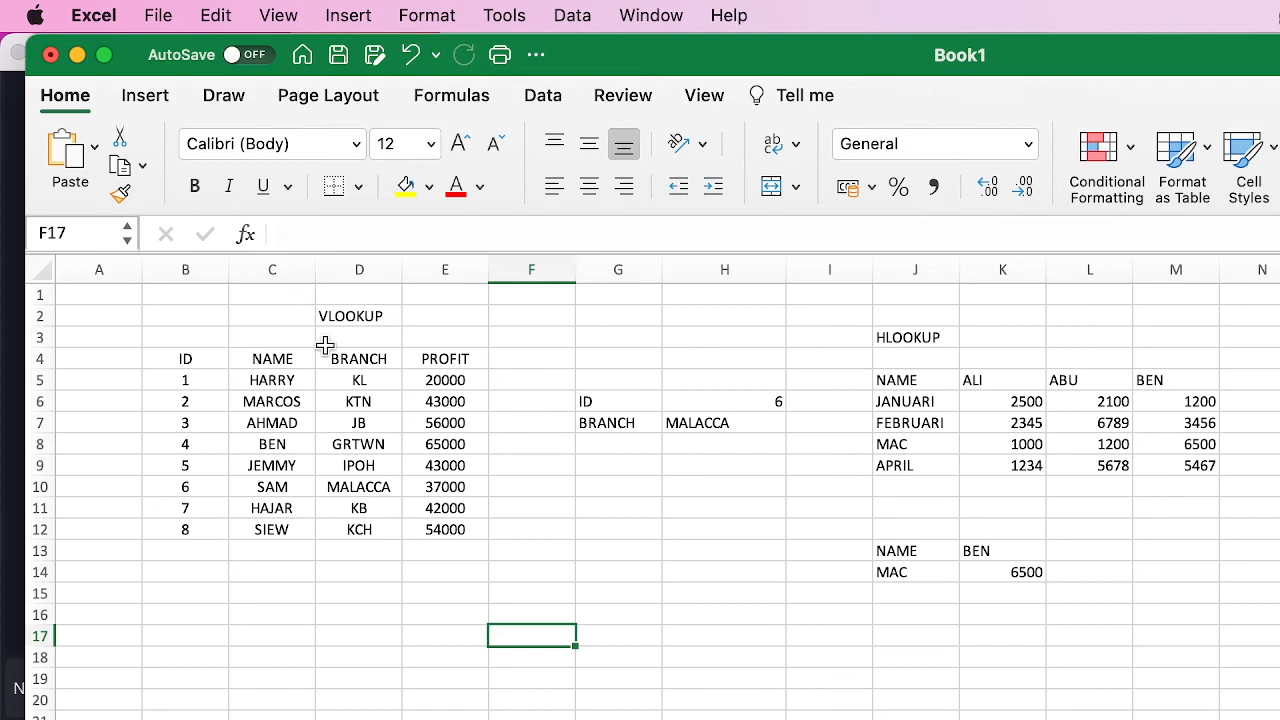 Excel File Edit View Insert Format Tools Data Window Help
AutoSave OFF Book1
Home Insert Draw Page Layout Formulas Data Review View Tell me
Paste Calibri (Body) 12 General Conditional Formatting Format as Table Cell Styles
F17 fx
A B C D E F G H I J K L M N
1
2 VLOOKUP
3 HLOOKUP
4 ID NAME BRANCH PROFIT
5 1 HARRY KL 20000 NAME ALI ABU BEN
6 2 MARCOS KTN 43000 ID 6 JANUARI 2500 2100 1200
7 3 AHMAD JB 56000 BRANCH MALACCA FEBRUARI 2345 6789 3456
8 4 BEN GRTWN 65000 MAC 1000 1200 6500
9 5 JEMMY IPOH 43000 APRIL 1234 5678 5467
10 6 SAM MALACCA 37000
11 7 HAJAR KB 42000
12 8 SIEW KCH 54000
13 NAME BEN
14 MAC 6500
15
16
17
18
19
20